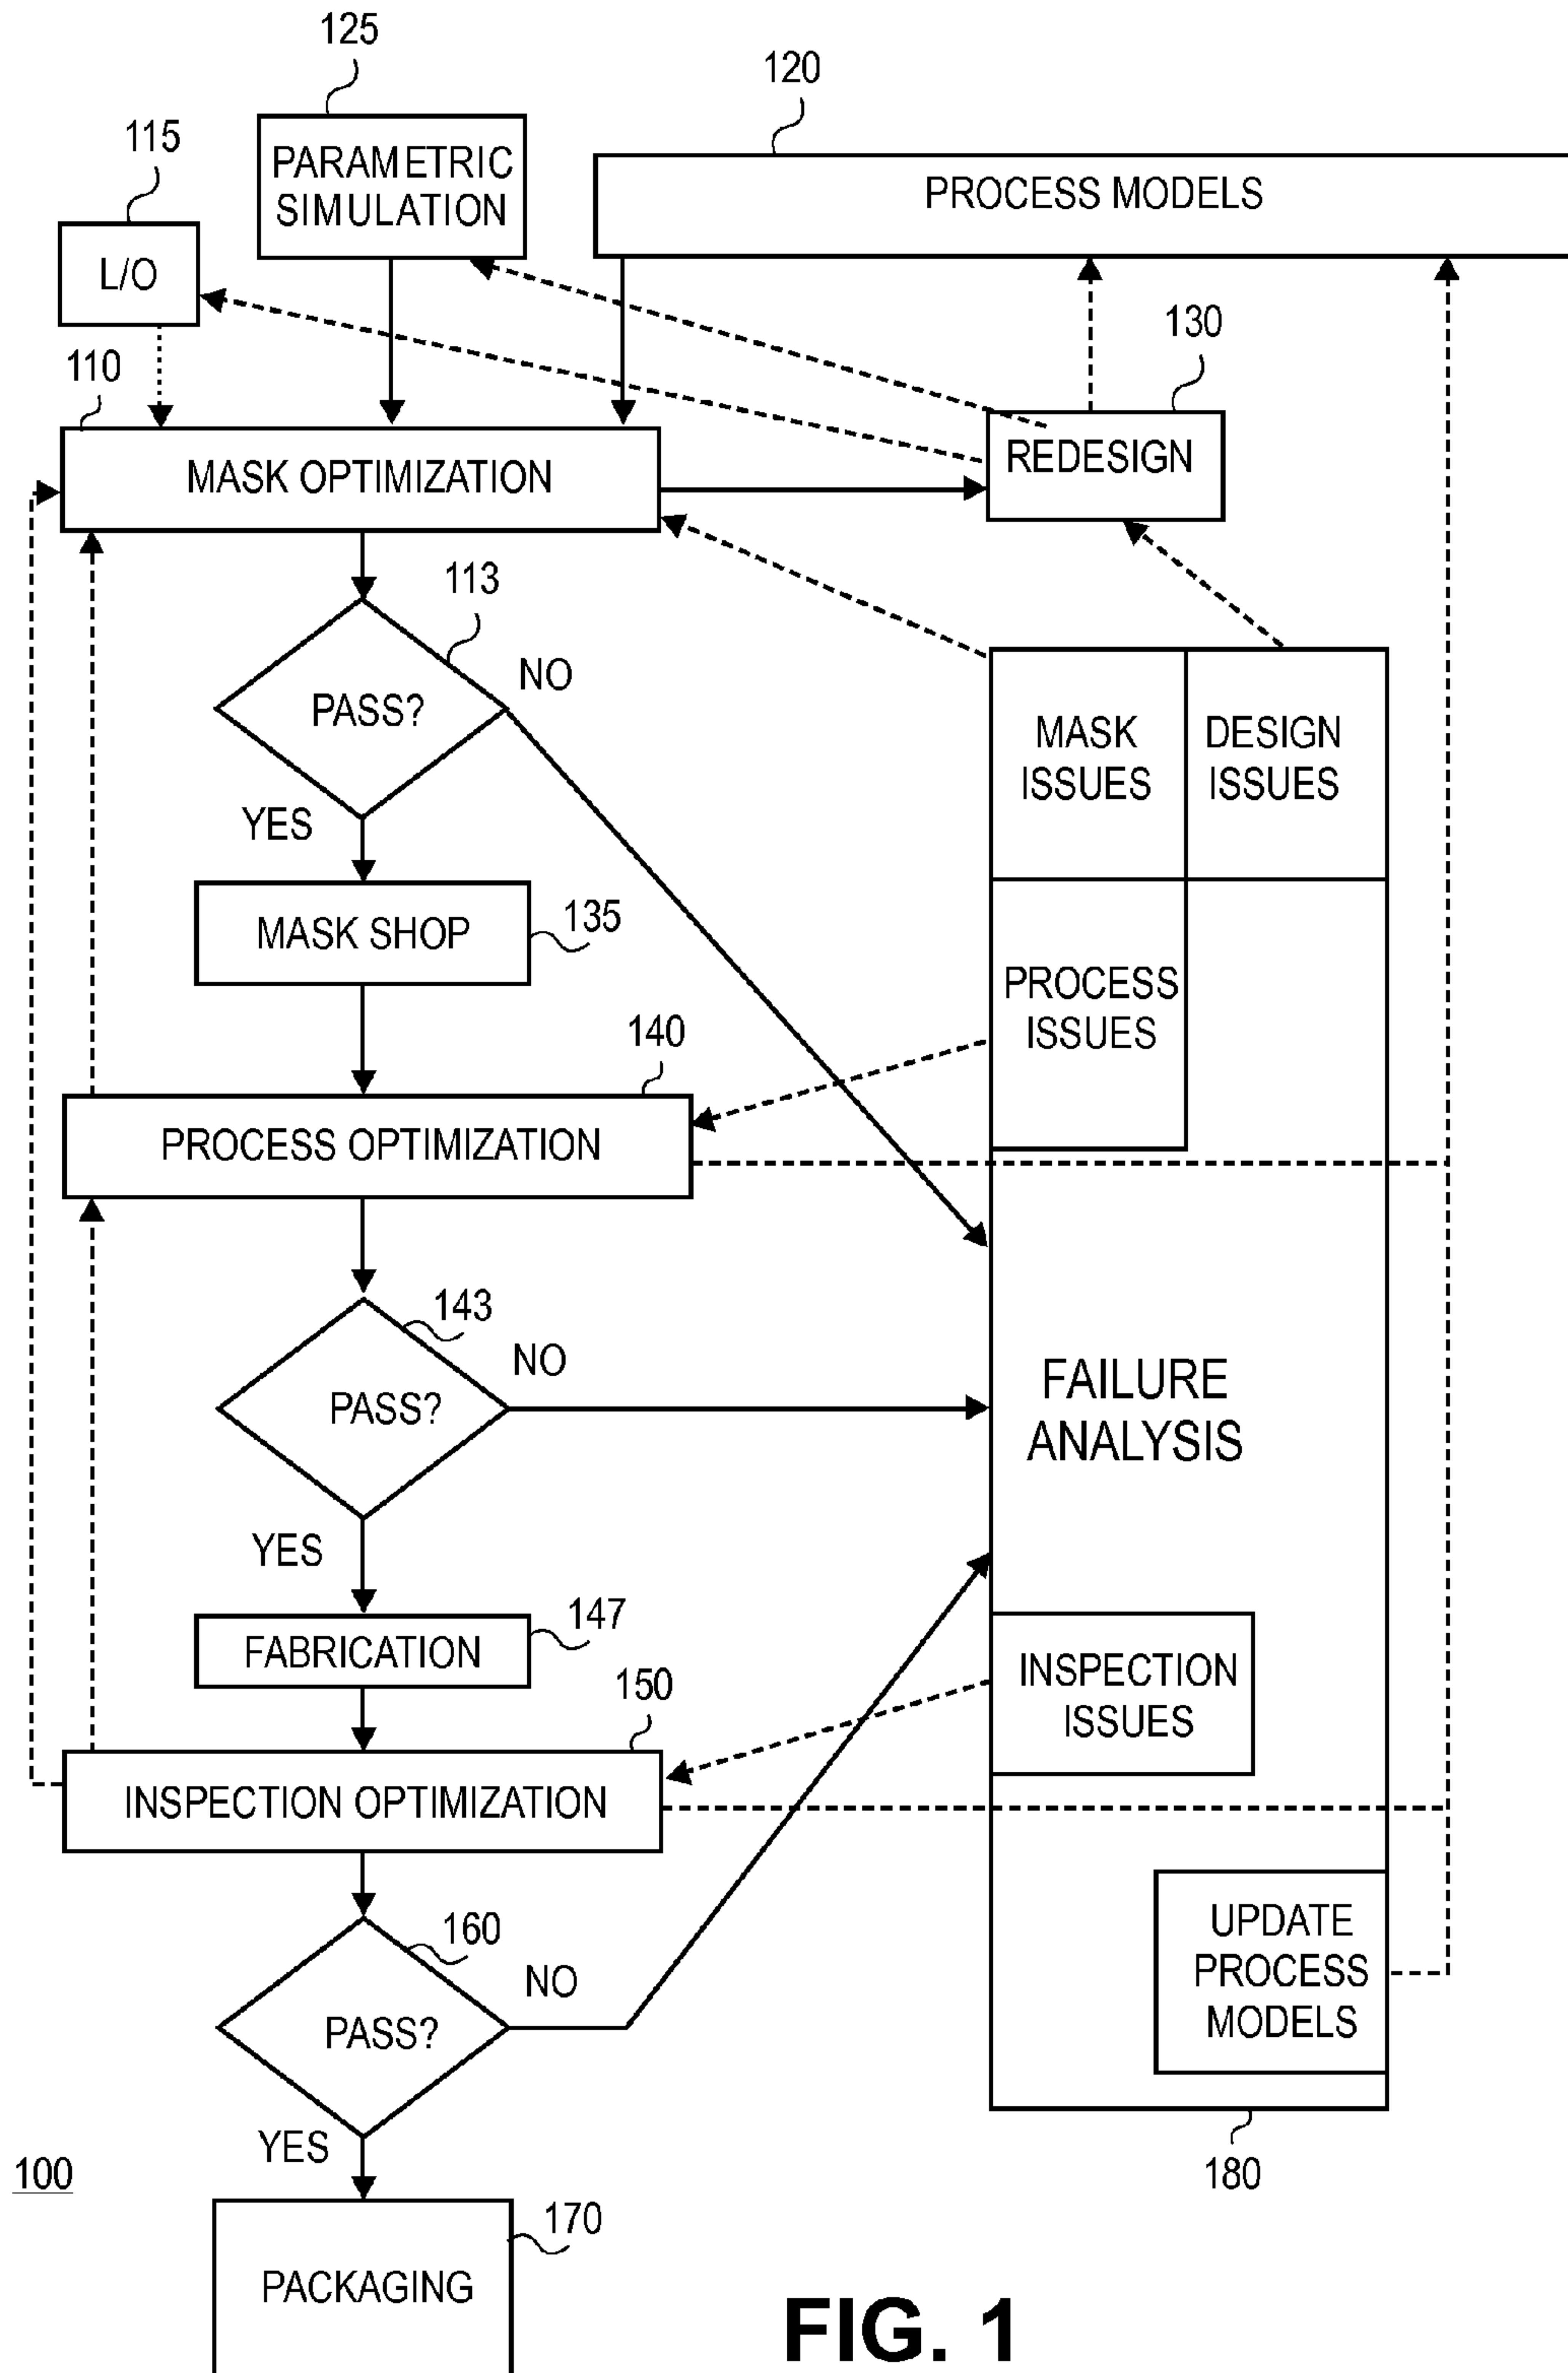 125
120
115
PARAMETRIC
SIMULATION
PROCESS MODELS
L/O
130
110
REDESIGN
MASK OPTIMIZATION
113
NO
PASS?
MASK
ISSUES
DESIGN
ISSUES
YES
MASK SHOP
135
PROCESS
ISSUES
140
PROCESS OPTIMIZATION
143
NO
PASS?
FAILURE
ANALYSIS
YES
147
FABRICATION
150
INSPECTION
ISSUES
INSPECTION OPTIMIZATION
160
NO
PASS?
UPDATE
PROCESS
MODELS
YES
100
180
170
PACKAGING
FIG. 1